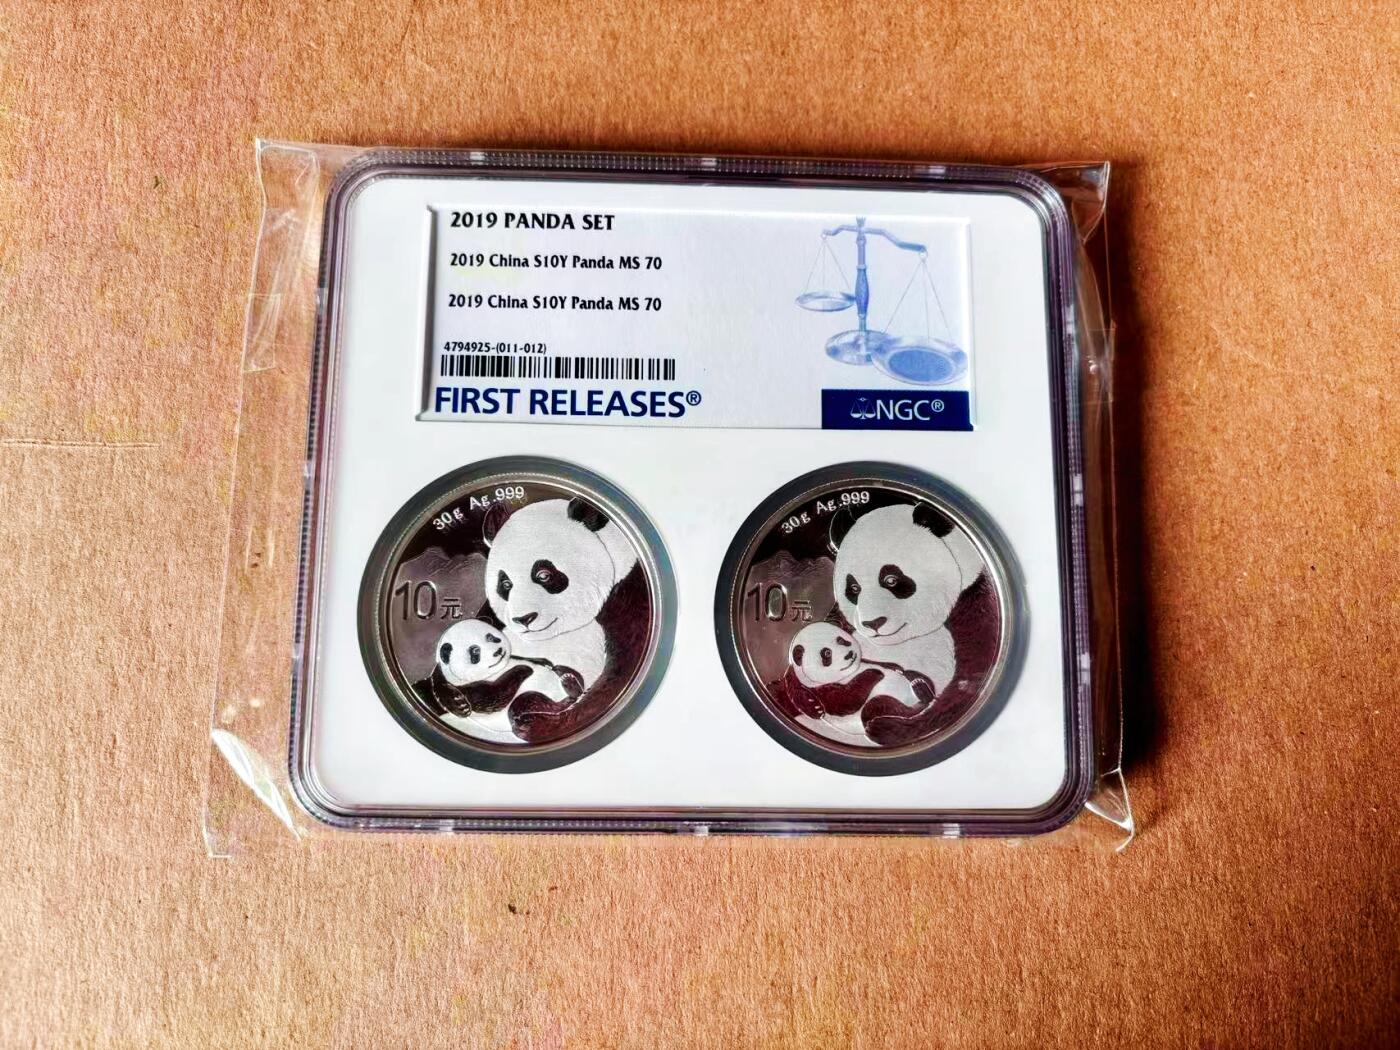 2019 PANDA SET
2019 China S10Y Panda MS 70
2019 China S10Y Panda MS 70
4794925-(011-012)
FIRST RELEASES®
NGC®
30g Ag.999
10元
30g Ag.999
10元